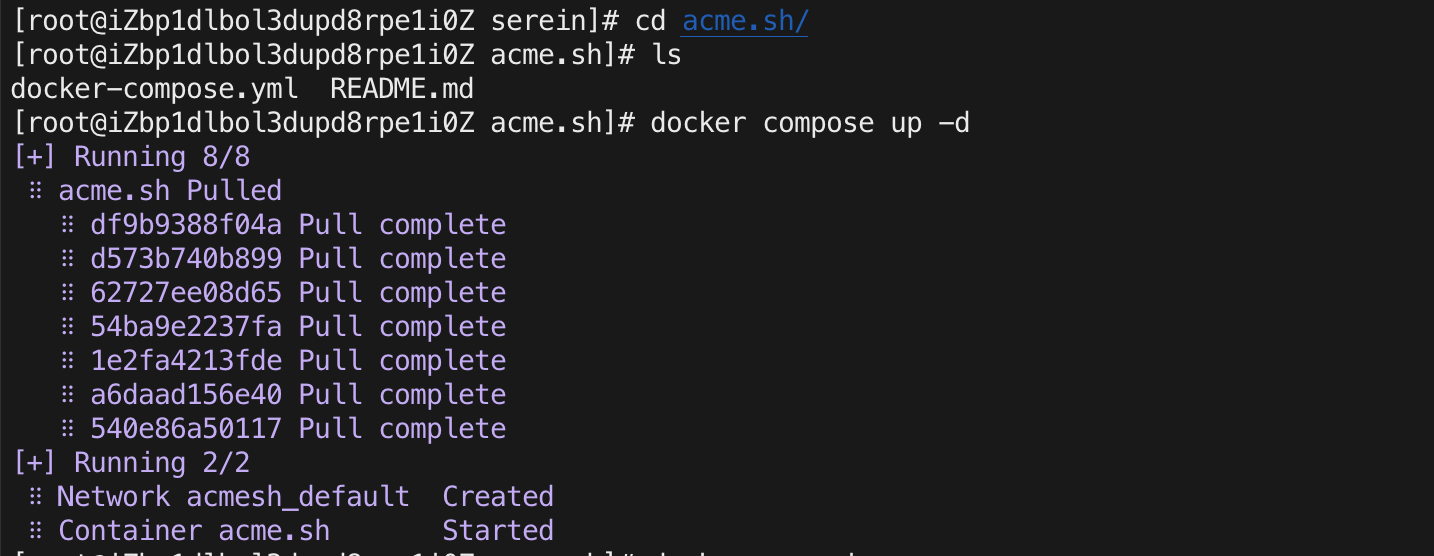 [root@iZbp1dlbol3dupd8rpe1i0Z serein]# cd acme.sh/
[root@iZbp1dlbol3dupd8rpe1i0Z acme.sh]# ls
docker-compose.yml  README.md
[root@iZbp1dlbol3dupd8rpe1i0Z acme.sh]# docker compose up -d
[+] Running 8/8
 ⠿ acme.sh Pulled
   ⠿ df9b9388f04a Pull complete
   ⠿ d573b740b899 Pull complete
   ⠿ 62727ee08d65 Pull complete
   ⠿ 54ba9e2237fa Pull complete
   ⠿ 1e2fa4213fde Pull complete
   ⠿ a6daad156e40 Pull complete
   ⠿ 540e86a50117 Pull complete
[+] Running 2/2
 ⠿ Network acmesh_default  Created
 ⠿ Container acme.sh       Started